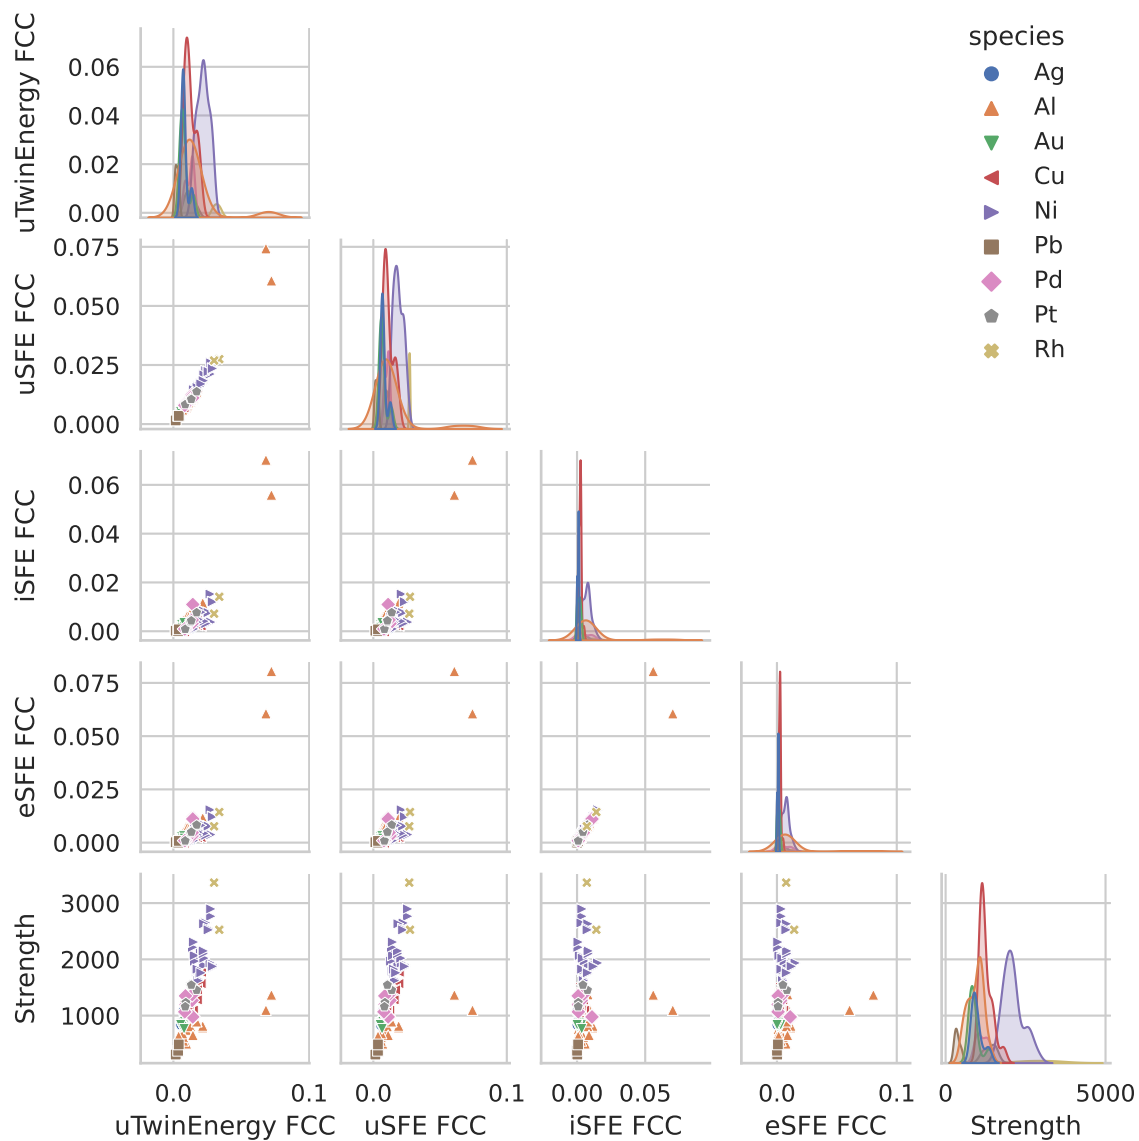 uTwinEnergy FCC
0.06
0.04
0.02
0.00
species
Ag
Al
Au
Cu
Ni
Pb
Pd
Pt
Rh
uSFE FCC
0.075
0.050
0.025
0.000
iSFE FCC
0.06
0.04
0.02
0.00
eSFE FCC
0.075
0.050
0.025
0.000
Strength
3000
2000
1000
0.0 0.1
0.0 0.1
0.00 0.05
0.0 0.1
0 5000
uTwinEnergy FCC
uSFE FCC
iSFE FCC
eSFE FCC
Strength